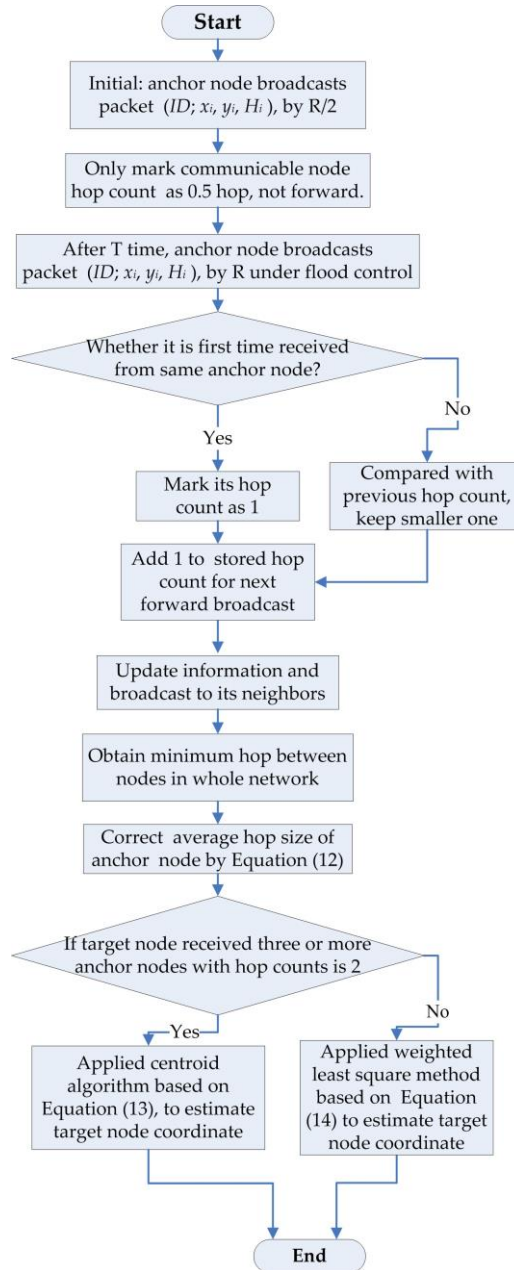 Start
Initial: anchor node broadcasts
packet (ID; xi, yi, Hi ), by R/2
Only mark communicable node
hop count as 0.5 hop, not forward.
After T time, anchor node broadcasts
packet (ID; xi, yi, Hi ), by R under flood control
Whether it is first time received
from same anchor node?
No
Yes
Mark its hop
count as 1
Compared with
previous hop count,
keep smaller one
Add 1 to stored hop
count for next
forward broadcast
Update information and
broadcast to its neighbors
Obtain minimum hop between
nodes in whole network
Correct average hop size of
anchor node by Equation (12)
If target node received three or more
anchor nodes with hop counts is 2
No
Yes
Applied centroid
algorithm based on
Equation (13), to estimate
target node coordinate
Applied weighted
least square method
based on Equation
(14) to estimate target
node coordinate
End